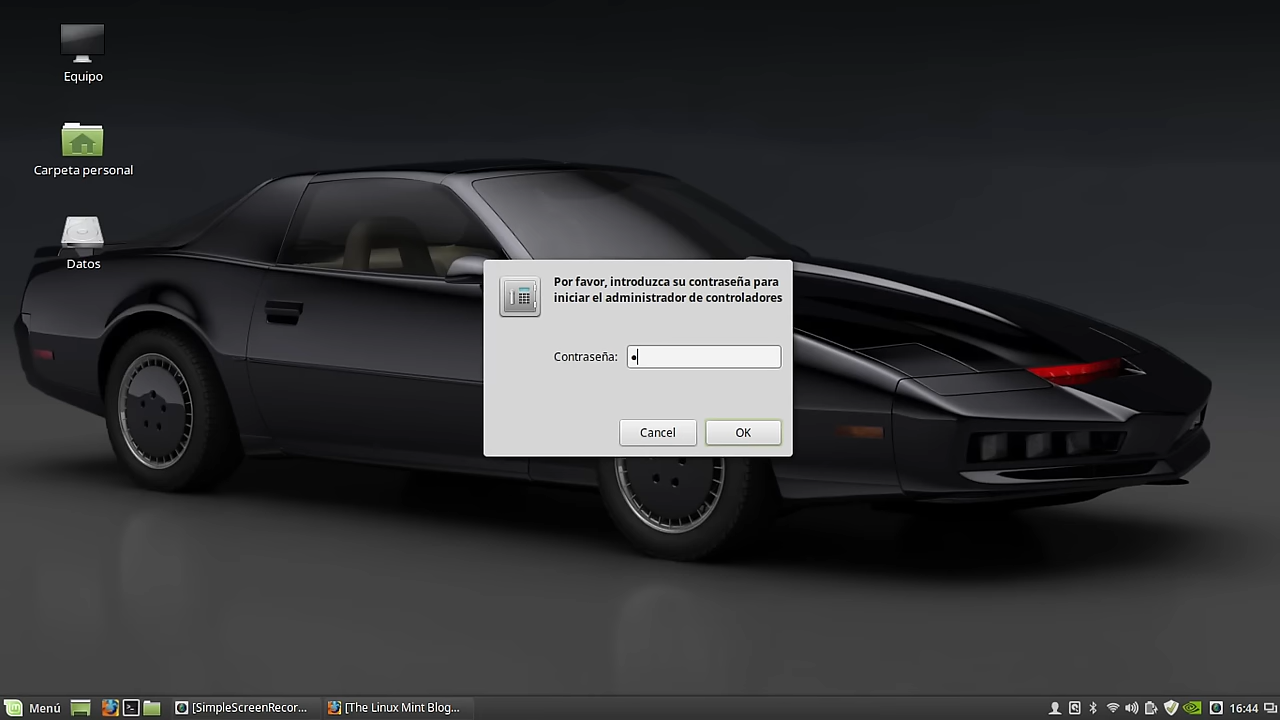 Equipo
Carpeta personal
Datos
Por favor, introduzca su contraseña para
iniciar el administrador de controladores
Contraseña:
Cancel
OK
Menú
[SimpleScreenRecor...
[The Linux Mint Blog...
16:44